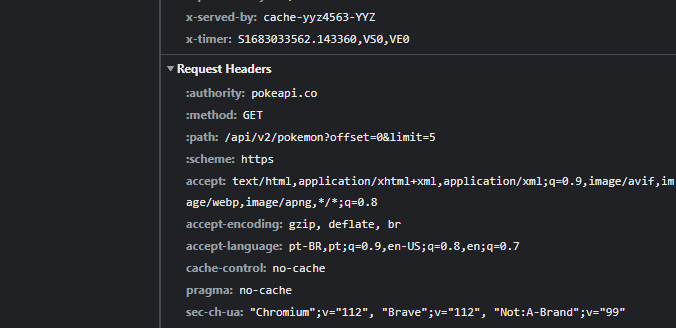 x-served-by: cache-yyz4563-YYZ
x-timer: S1683033562.143360,VS0,VE0
Request Headers
:authority: pokeapi.co
:method: GET
:path: /api/v2/pokemon?offset=0&limit=5
:scheme: https
accept: text/html,application/xhtml+xml,application/xml;q=0.9,image/avif,im
age/webp,image/apng,*/*;q=0.8
accept-encoding: gzip, deflate, br
accept-language: pt-BR,pt;q=0.9,en-US;q=0.8,en;q=0.7
cache-control: no-cache
pragma: no-cache
sec-ch-ua: "Chromium";v="112", "Brave";v="112", "Not:A-Brand";v="99"